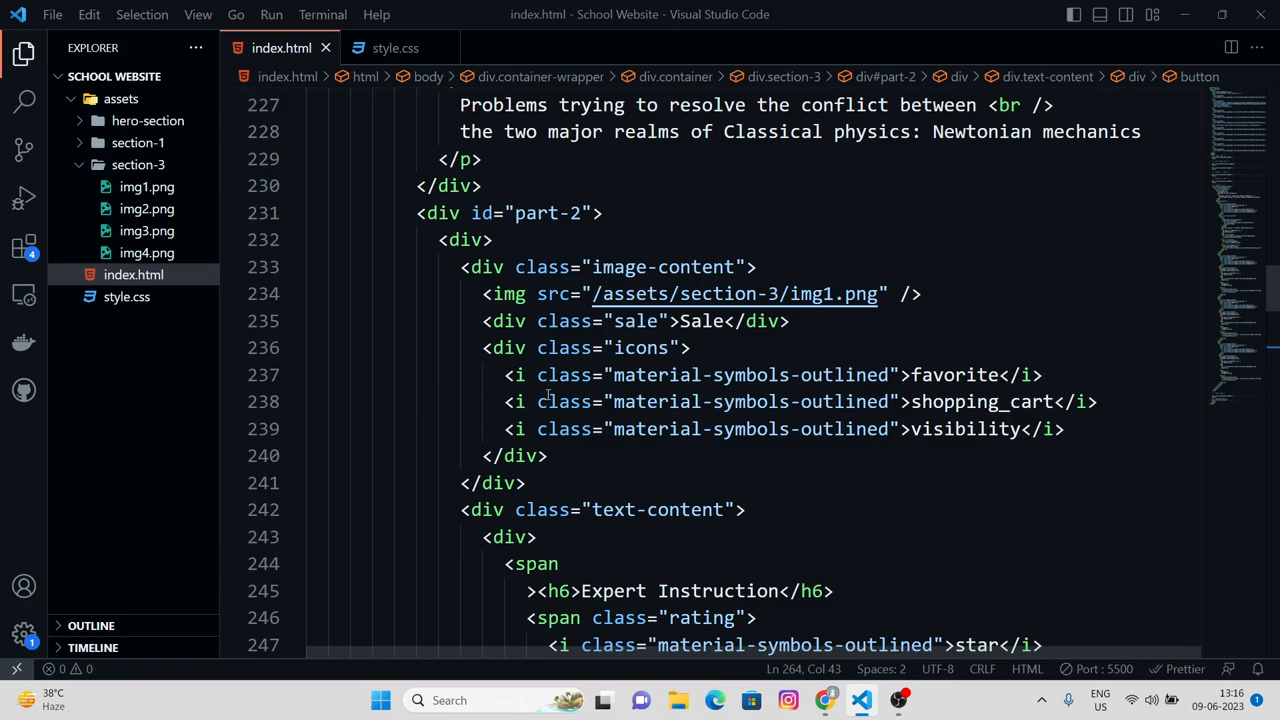 File Edit Selection View Go Run Terminal Help
index.html - School Website - Visual Studio Code
EXPLORER
index.html
style.css
SCHOOL WEBSITE
index.html > html > body > div.container-wrapper > div.container > div.section-3 > div#part-2 > div > div.text-content > div > button
assets
hero-section
section-1
section-3
img1.png
img2.png
img3.png
img4.png
index.html
style.css
OUTLINE
TIMELINE
227 Problems trying to resolve the conflict between <br />
228 the two major realms of Classical physics: Newtonian mechanics
229 </p>
230 </div>
231 <div id="part-2">
232 <div>
233 <div class="image-content">
234 <img src="/assets/section-3/img1.png" />
235 <div class="sale">Sale</div>
236 <div class="icons">
237 <i class="material-symbols-outlined">favorite</i>
238 <i class="material-symbols-outlined">shopping_cart</i>
239 <i class="material-symbols-outlined">visibility</i>
240 </div>
241 </div>
242 <div class="text-content">
243 <div>
244 <span
245 ><h6>Expert Instruction</h6>
246 <span class="rating">
247 <i class="material-symbols-outlined">star</i>
4
1
0 0 Ln 264, Col 43 Spaces: 2 UTF-8 CRLF HTML Port : 5500 Prettier
38°C
Haze
Search
ENG
US
13:16
09-06-2023
1